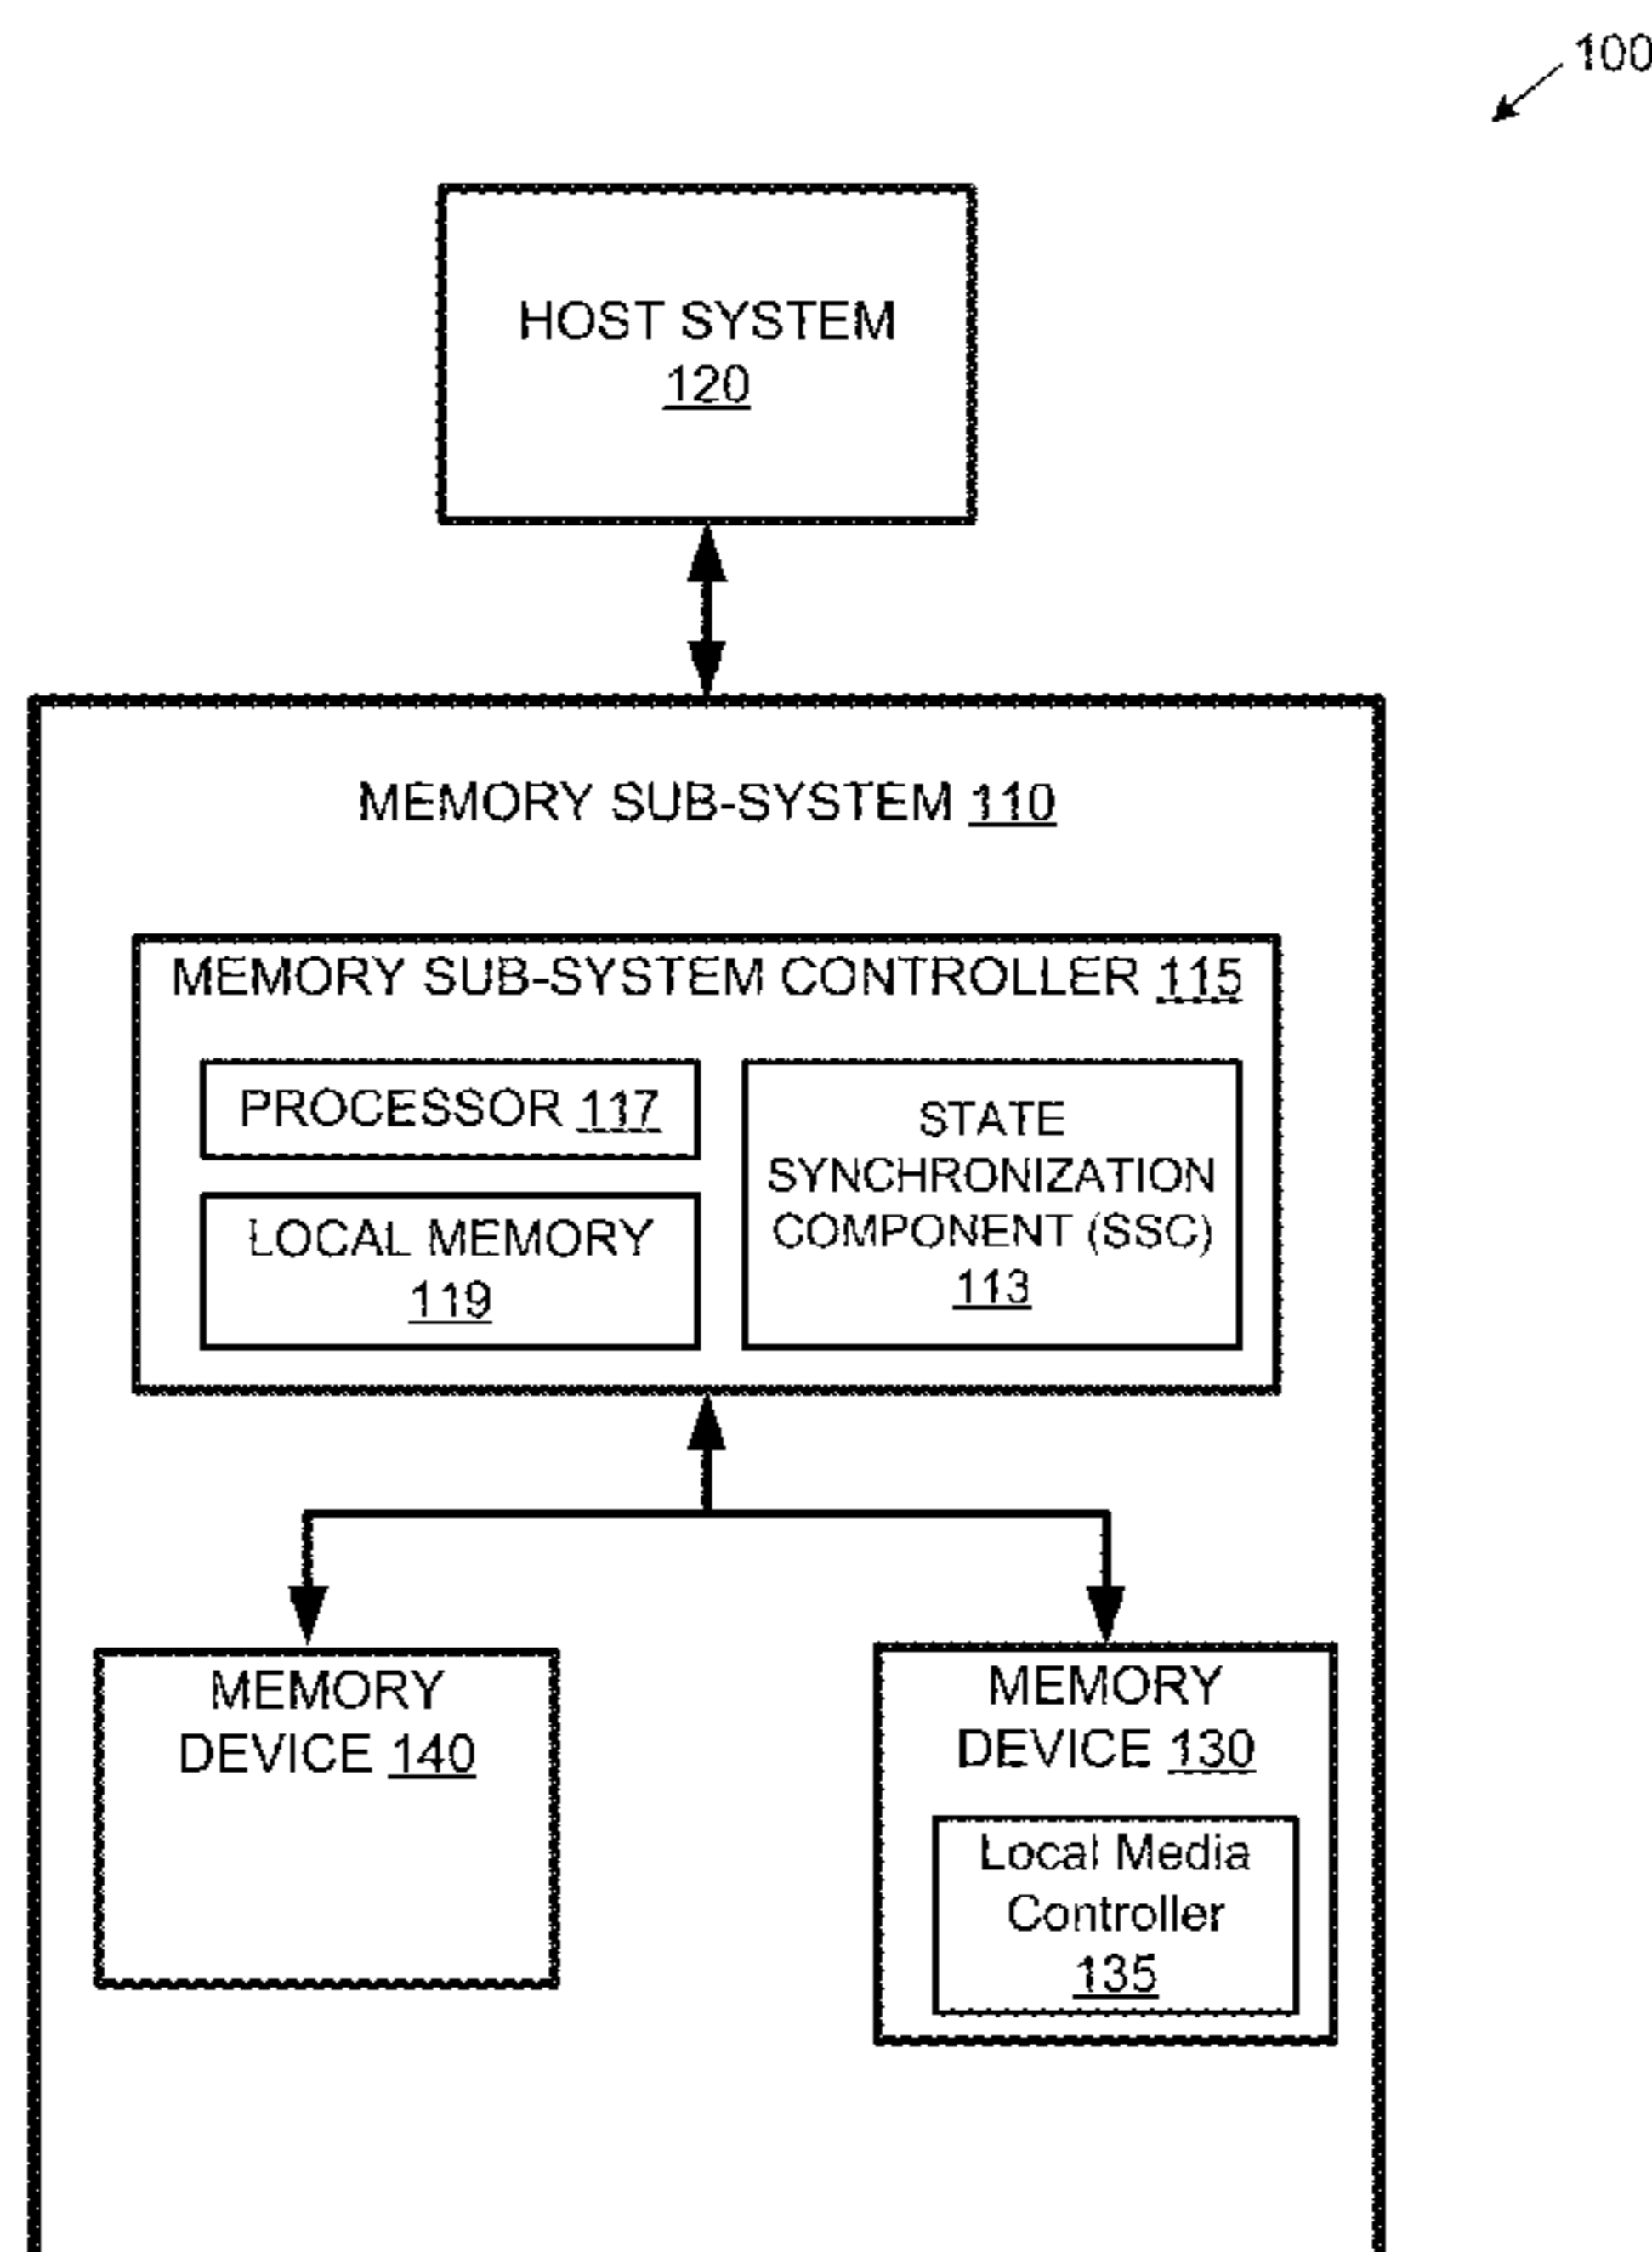 100
HOST SYSTEM
120
MEMORY SUB-SYSTEM 110
MEMORY SUB-SYSTEM CONTROLLER 115
PROCESSOR 117
LOCAL MEMORY
119
STATE
SYNCHRONIZATION
COMPONENT (SSC)
113
MEMORY
DEVICE 140
MEMORY
DEVICE 130
Local Media
Controller
135